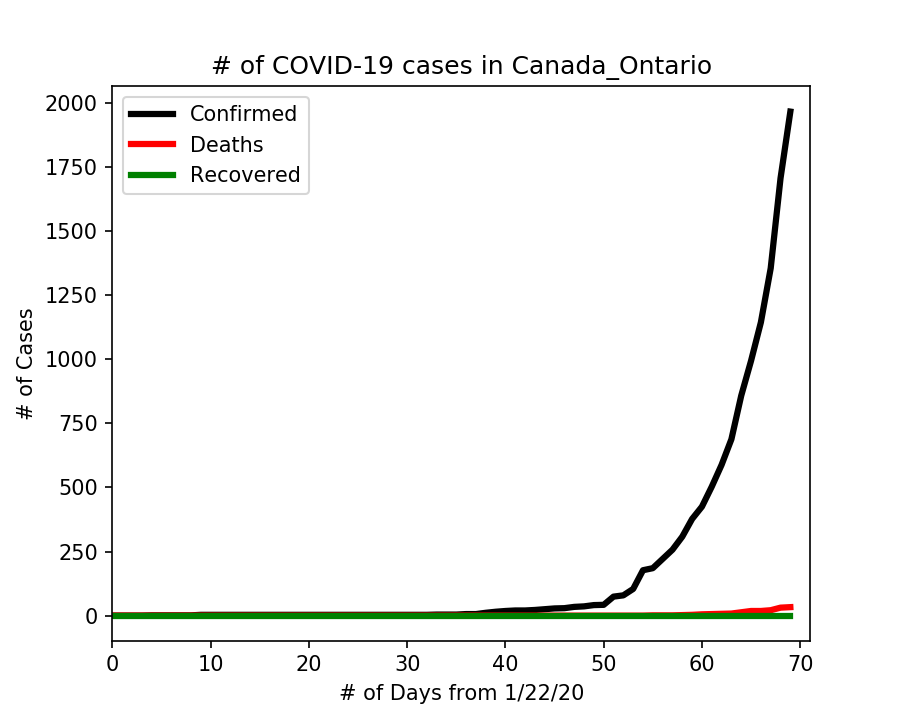 # of COVID-19 cases in Canada_Ontario
2000
1750
1500
1250
1000
750
500
250
0
# of Cases
Confirmed
Deaths
Recovered
0 10 20 30 40 50 60 70
# of Days from 1/22/20